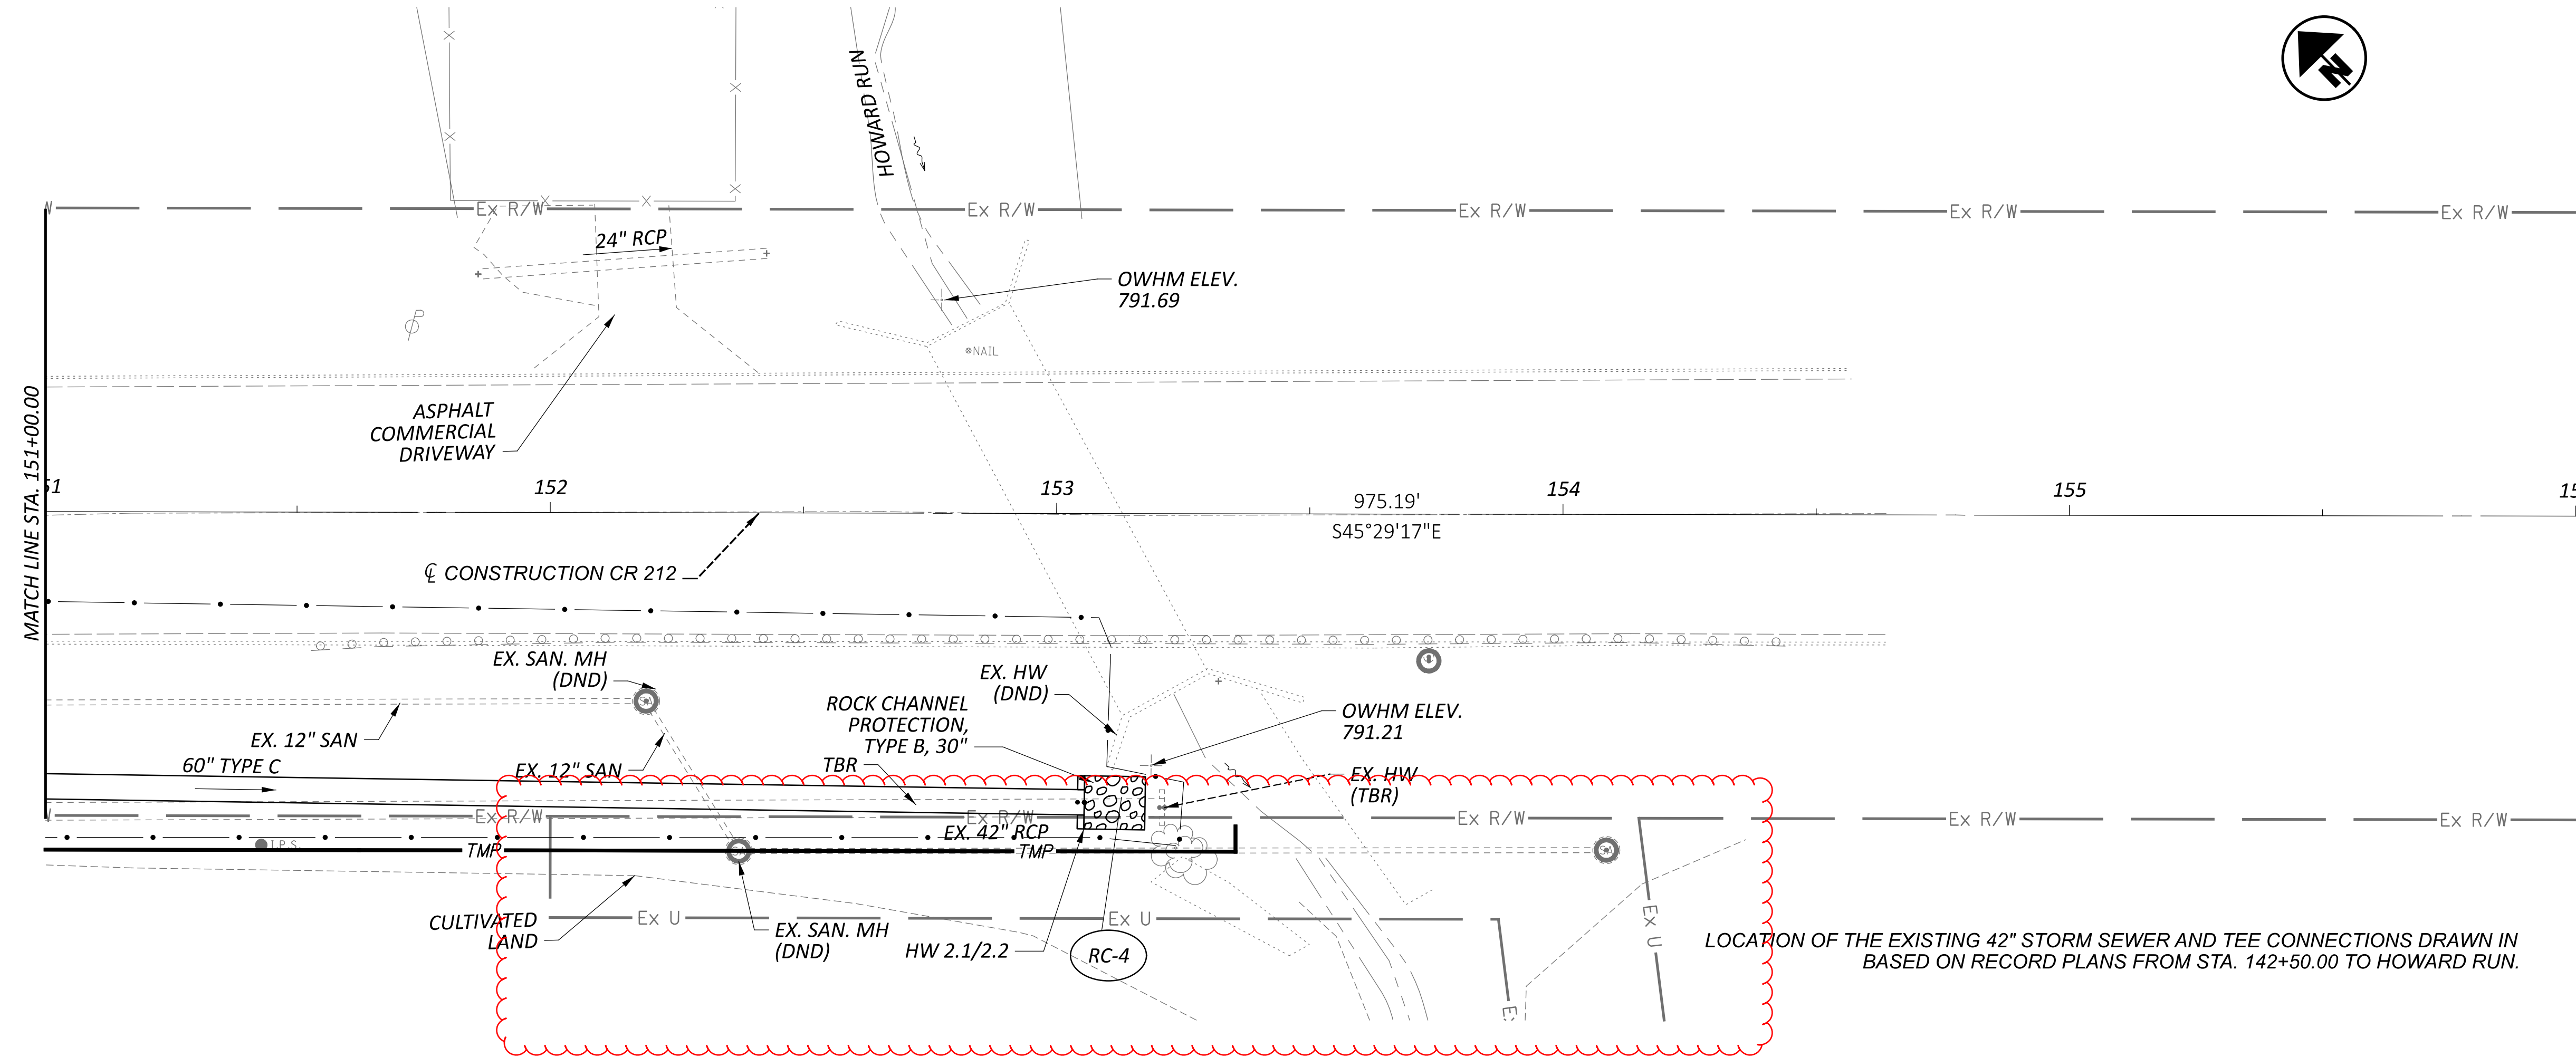 HOWARD RUN
N
Ex R/W
Ex R/W
Ex R/W
Ex R/W
Ex R/W
24" RCP
OWHM ELEV.
791.69
P
NAIL
ASPHALT
COMMERCIAL
DRIVEWAY
MATCH LINE STA. 151+00.00
152
153
154
155
975.19'
S45°29'17"E
℄ CONSTRUCTION CR 212
EX. SAN. MH
(DND)
EX. HW
(DND)
ROCK CHANNEL
PROTECTION,
TYPE B, 30"
OWHM ELEV.
791.21
EX. 12" SAN
60" TYPE C
EX. 12" SAN
TBR
EX. HW
(TBR)
Ex R/W
Ex R/W
Ex R/W
Ex R/W
Ex R/W
EX. 42" RCP
I.P.S.
TMP
TMP
CULTIVATED
LAND
Ex U
Ex U
Ex U
EX. SAN. MH
(DND)
HW 2.1/2.2
RC-4
LOCATION OF THE EXISTING 42" STORM SEWER AND TEE CONNECTIONS DRAWN IN
BASED ON RECORD PLANS FROM STA. 142+50.00 TO HOWARD RUN.